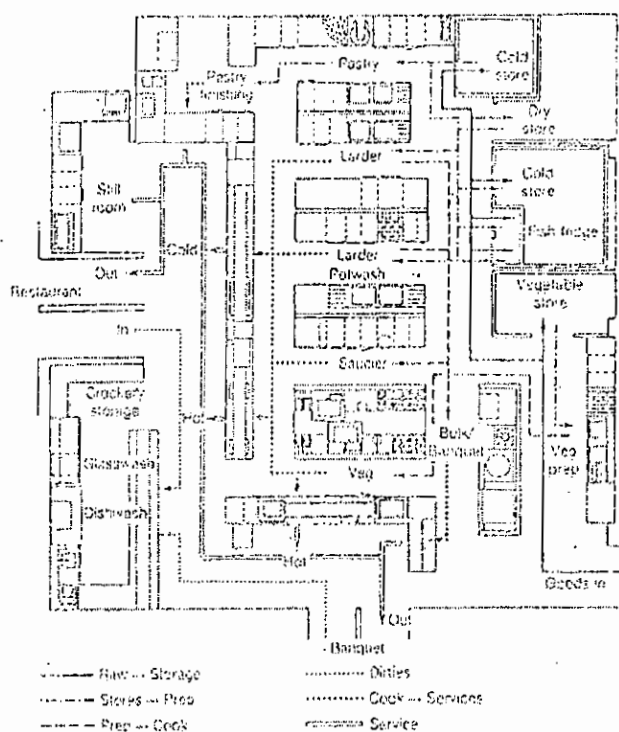 Cold
store
Pastry
Pastry
finishing
Dry
store
Larder
Cold
store
Still
room
Fish fridge
Cold
Larder
Out
Potwash
Vegetable
store
Restaurant
In
Saucier
Crockery
storage
Hot
Bulk/
Banquet
Veg
prep
Glasswash
Veg
Dishwash
Hot
Goods in
Out
Banquet
Raw — Storage
Dirties
Stores — Prep
Cook — Services
Prep — Cook
Service